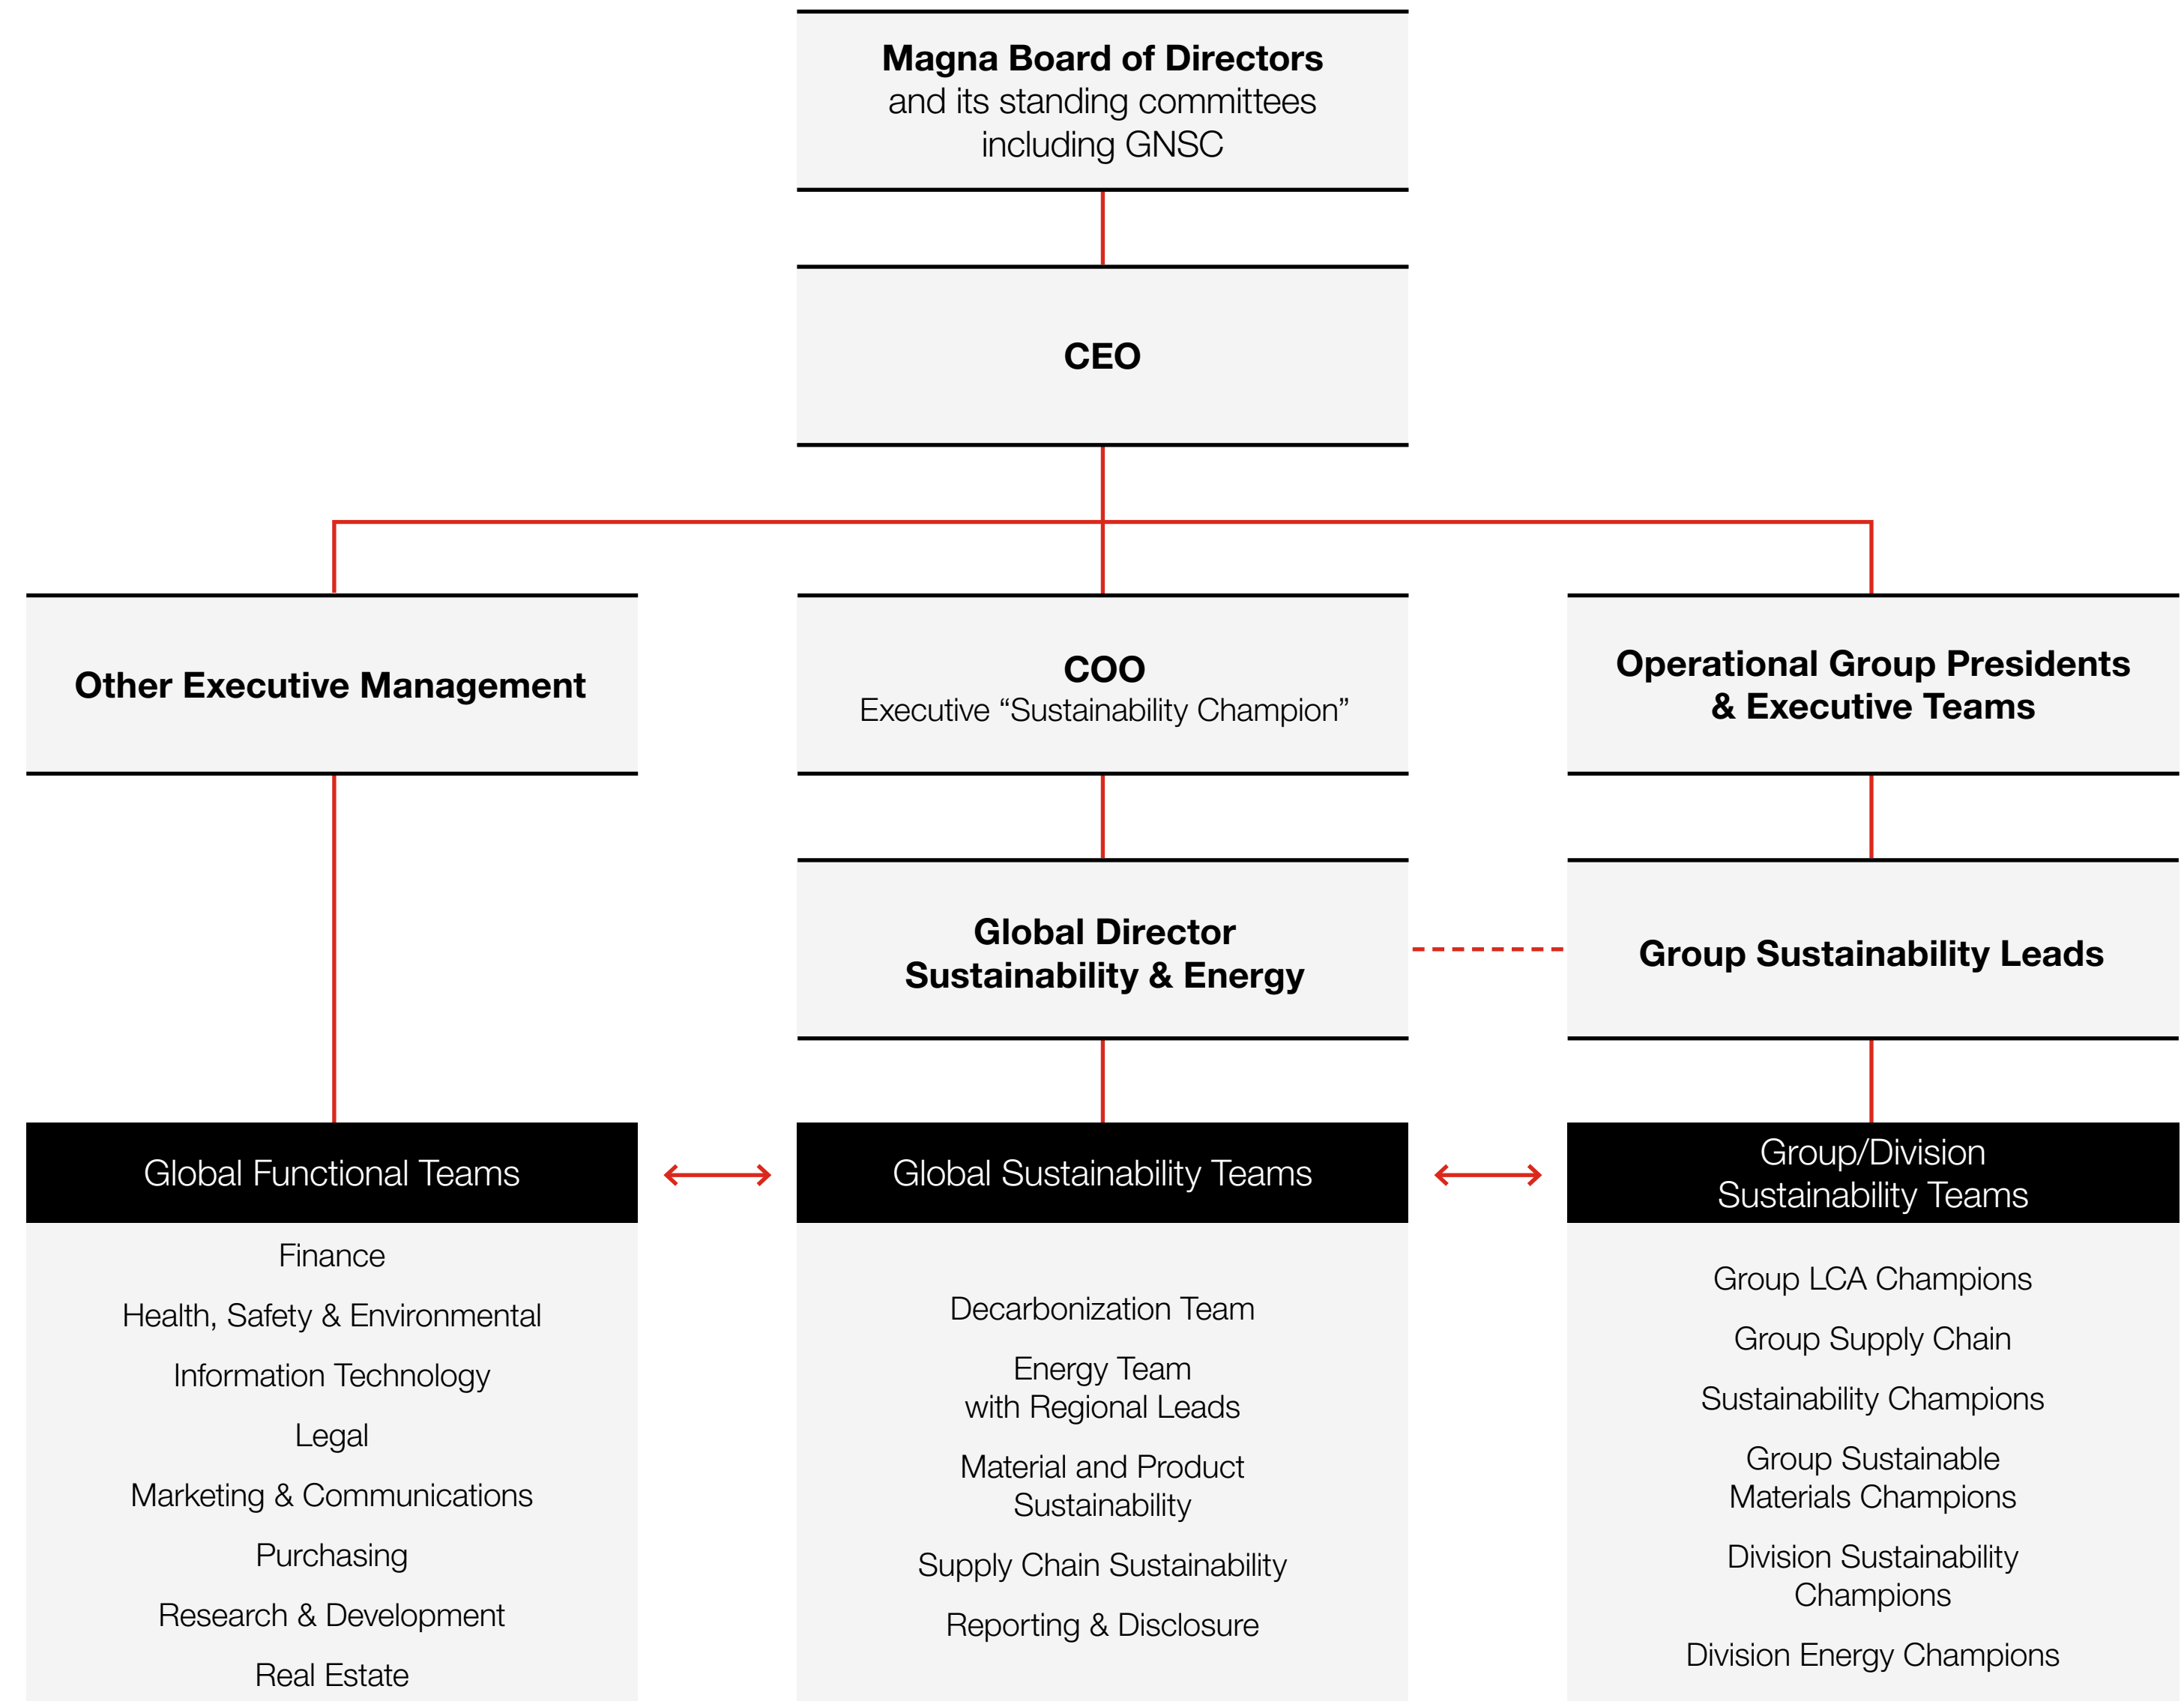 Magna Board of Directors
and its standing committees
including GNSC
CEO
Other Executive Management
COO
Executive “Sustainability Champion”
Operational Group Presidents
& Executive Teams
Global Director
Sustainability & Energy
Group Sustainability Leads
Global Functional Teams
Finance
Health, Safety & Environmental
Information Technology
Legal
Marketing & Communications
Purchasing
Research & Development
Real Estate
Global Sustainability Teams
Decarbonization Team
Energy Team
with Regional Leads
Material and Product
Sustainability
Supply Chain Sustainability
Reporting & Disclosure
Group/Division
Sustainability Teams
Group LCA Champions
Group Supply Chain
Sustainability Champions
Group Sustainable
Materials Champions
Division Sustainability
Champions
Division Energy Champions